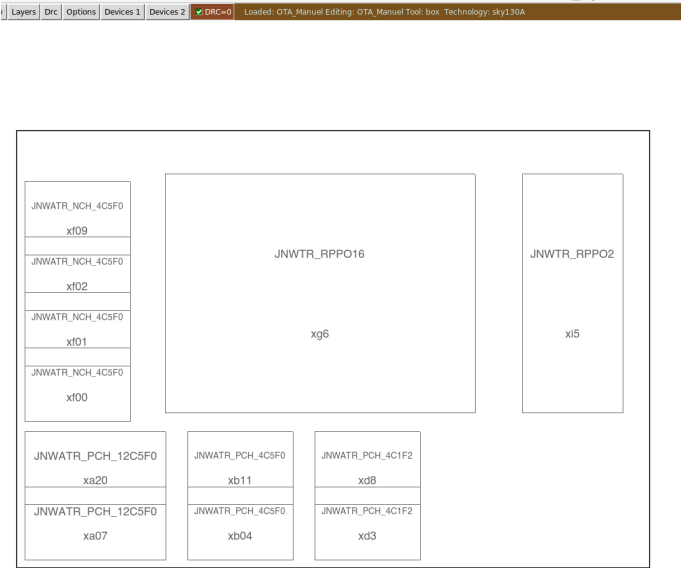 Layers Drc Options Devices 1 Devices 2 DRC=0 Loaded: OTA_Manuel Editing: OTA_Manuel Tool: box Technology: sky130A
JNWATR_NCH_4C5F0
xf09
JNWATR_NCH_4C5F0
xf02
JNWATR_NCH_4C5F0
xf01
JNWATR_NCH_4C5F0
xf00
JNWTR_RPPO16
xg6
JNWTR_RPPO2
xi5
JNWATR_PCH_12C5F0
xa20
JNWATR_PCH_12C5F0
xa07
JNWATR_PCH_4C5F0
xb11
JNWATR_PCH_4C5F0
xb04
JNWATR_PCH_4C1F2
xd8
JNWATR_PCH_4C1F2
xd3